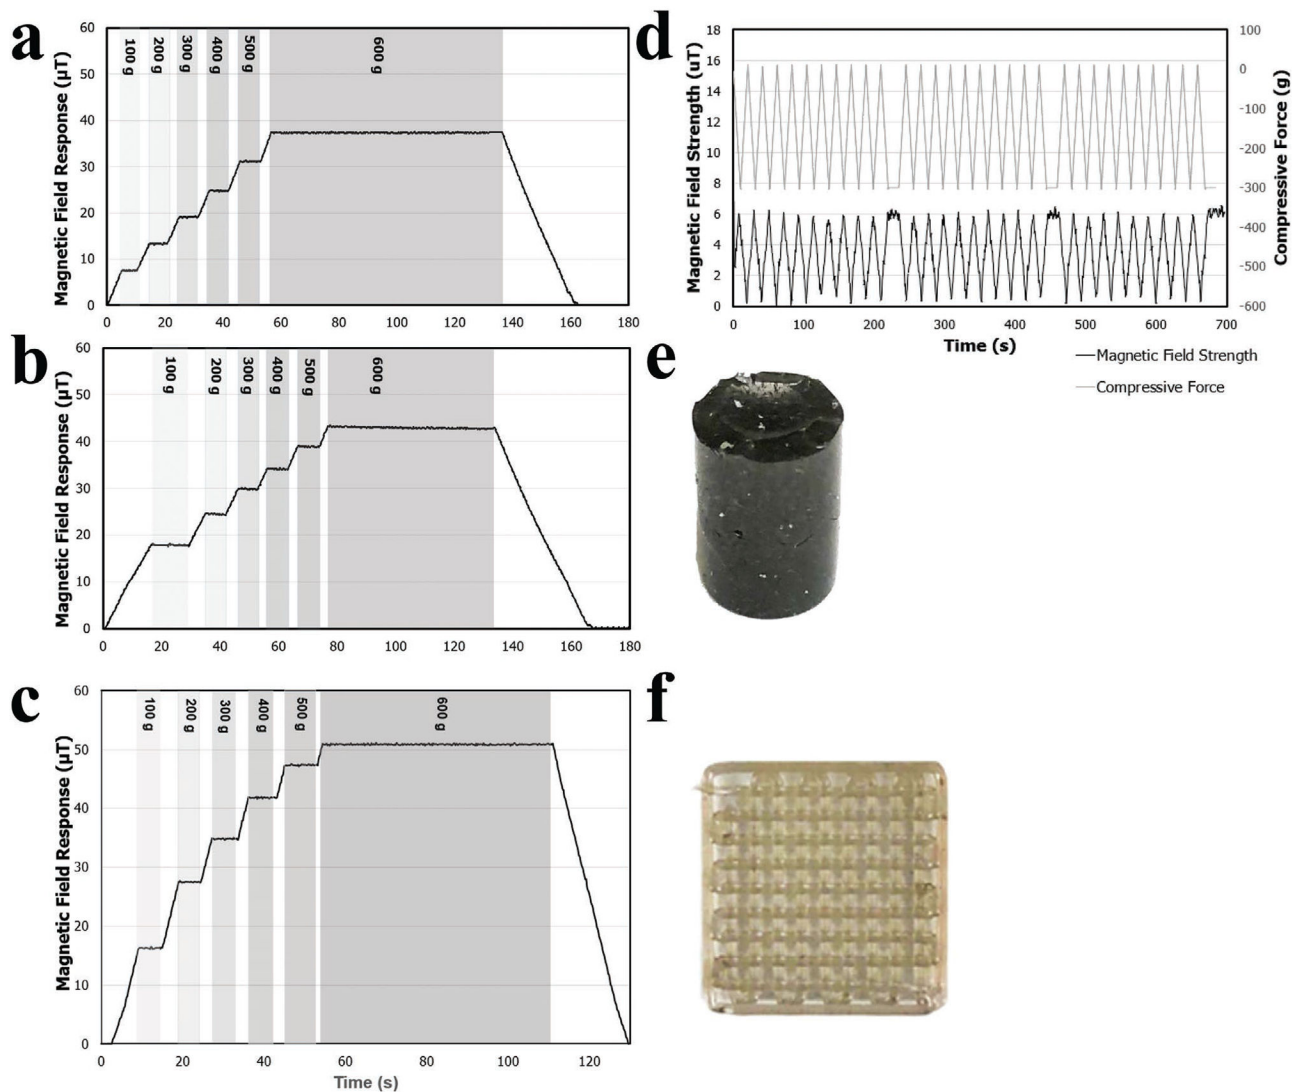 a
Magnetic Field Response (µT)
60
50
40
30
20
10
0
100 g
200 g
300 g
400 g
500 g
600 g
0 20 40 60 80 100 120 140 160 180
b
Magnetic Field Response (µT)
60
50
40
30
20
10
0
100 g
200 g
300 g
400 g
500 g
600 g
0 20 40 60 80 100 120 140 160 180
c
Magnetic Field Response (µT)
60
50
40
30
20
10
0
100 g
200 g
300 g
400 g
500 g
600 g
0 20 40 60 80 100 120
Time (s)
d
Magnetic Field Strength (uT)
18
16
14
12
10
8
6
4
2
0
100
0
-100
-200
-300
-400
-500
-600
Compressive Force (g)
0 100 200 300 400 500 600 700
Time (s)
Magnetic Field Strength
Compressive Force
e
f